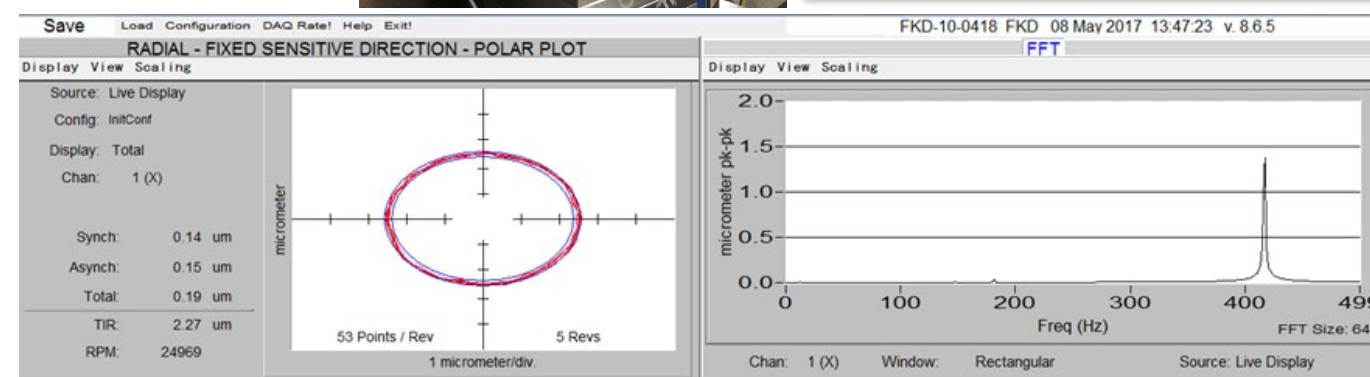 Save Load Configuration DAQ Rate! Help Exit! FKD-10-0418 FKD 08 May 2017 13:47:23 v. 8.6.5
RADIAL - FIXED SENSITIVE DIRECTION - POLAR PLOT
Display View Scaling
Source: Live Display
Config: InitConf
Display: Total
Chan: 1 (X)
Synch: 0.14 um
Asynch: 0.15 um
Total: 0.19 um
TIR: 2.27 um
RPM: 24969
micrometer
53 Points / Rev 5 Revs
1 micrometer/div.
FFT
Display View Scaling
micrometer pk-pk
2.0
1.5
1.0
0.5
0.0
0 100 200 300 400 499
Freq (Hz)
FFT Size: 64
Chan: 1 (X) Window: Rectangular Source: Live Display